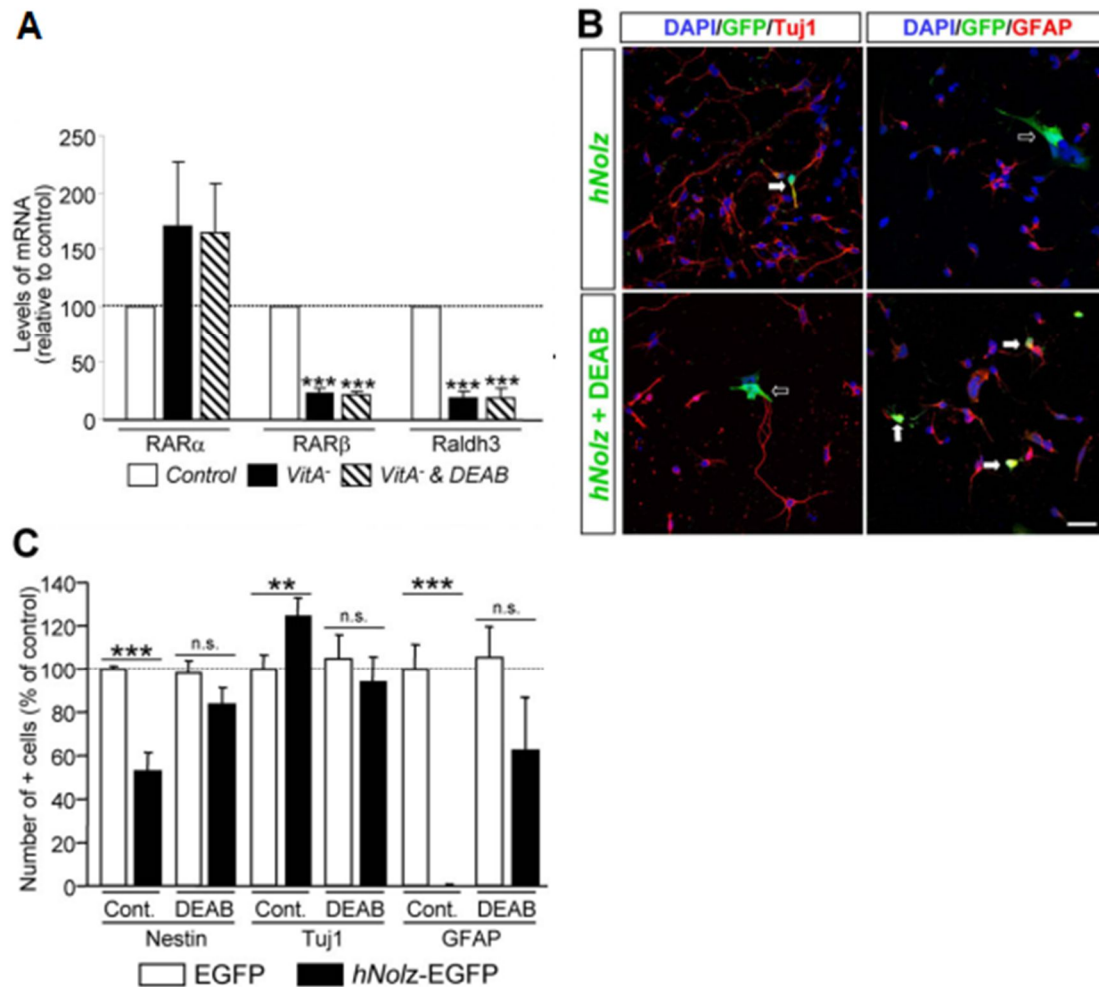 A
Levels of mRNA
(relative to control)
250
200
150
100
50
0
*** *** *** ***
RARα RARβ Raldh3
Control VitA- VitA- & DEAB
B
DAPI/GFP/Tuj1 DAPI/GFP/GFAP
hNolz
hNolz + DEAB
C
Number of + cells (% of control)
140
120
100
80
60
40
20
0
*** n.s. ** n.s. *** n.s.
Cont. DEAB Cont. DEAB Cont. DEAB
Nestin Tuj1 GFAP
EGFP hNolz-EGFP